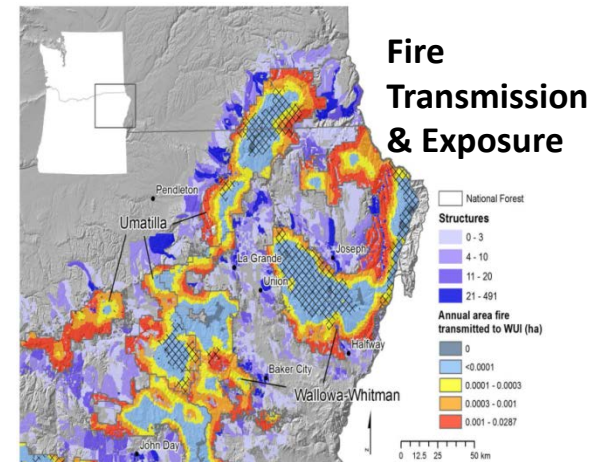 Fire
Transmission
& Exposure
Pendleton
Umatilla
La Grande
Union
Joseph
Halfway
Baker City
Wallowa-Whitman
John Day
National Forest
Structures
0 - 3
4 - 10
11 - 20
21 - 491
Annual area fire
transmitted to WUI (ha)
0
<0.0001
0.0001 - 0.0003
0.0003 - 0.001
0.001 - 0.0287
N
0 12.5 25 50 km